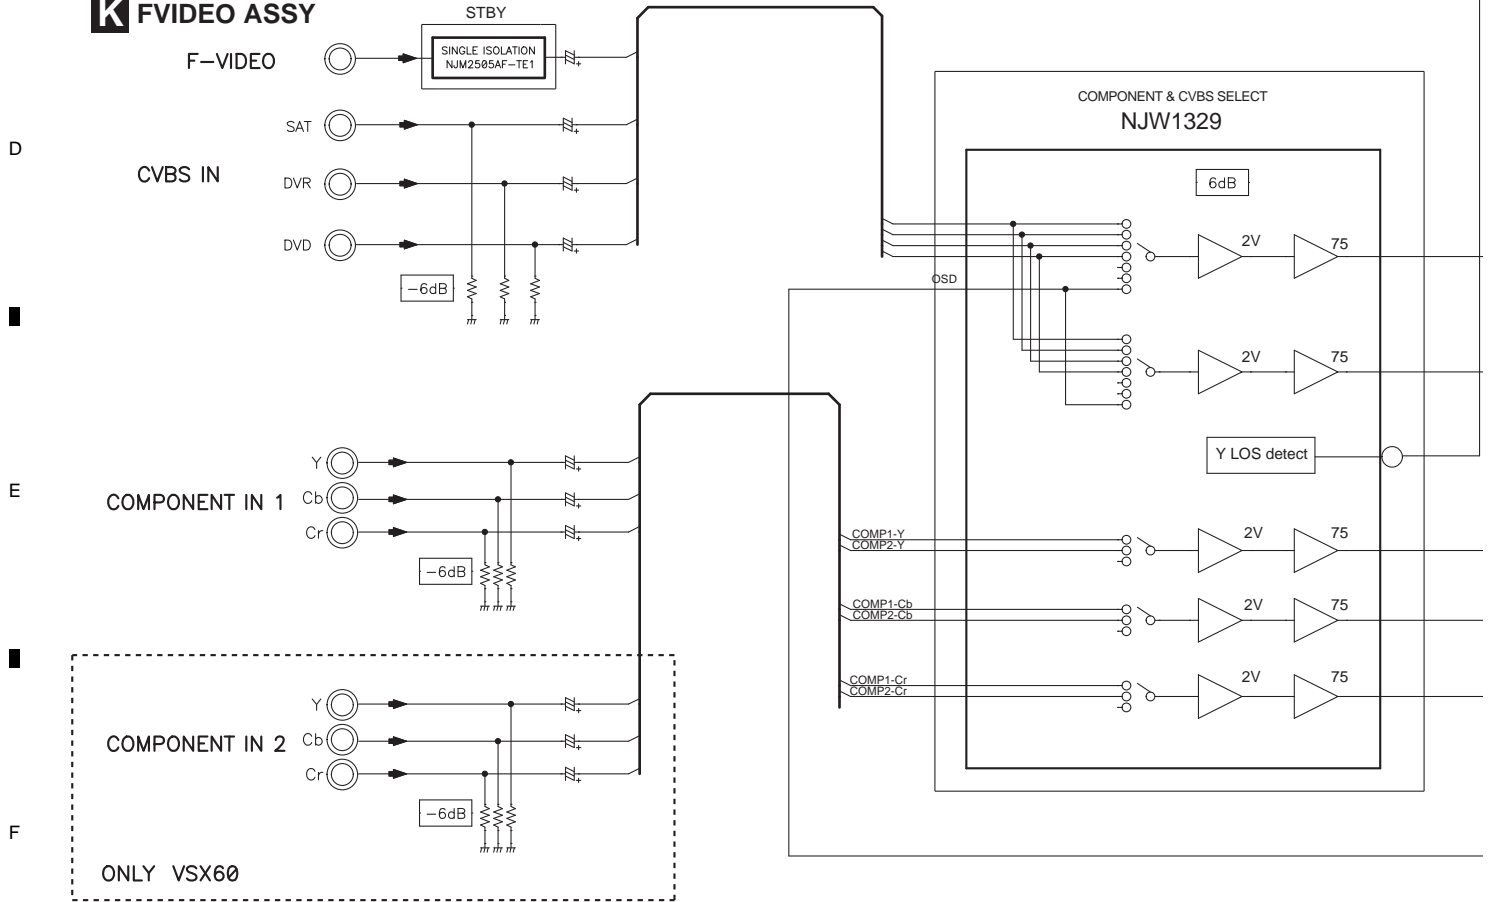 K FVIDEO ASSY
STBY
F-VIDEO
SINGLE ISOLATION
NJM2505AF-TE1
COMPONENT & CVBS SELECT
NJW1329
SAT
D
CVBS IN
DVR
6dB
DVD
2V
75
-6dB
OSD
2V
75
Y
Y LOS detect
E
COMPONENT IN 1
Cb
Cr
COMP1-Y
COMP2-Y
2V
75
-6dB
COMP1-Cb
COMP2-Cb
2V
75
COMP1-Cr
COMP2-Cr
2V
75
Y
COMPONENT IN 2
Cb
Cr
-6dB
F
ONLY VSX60